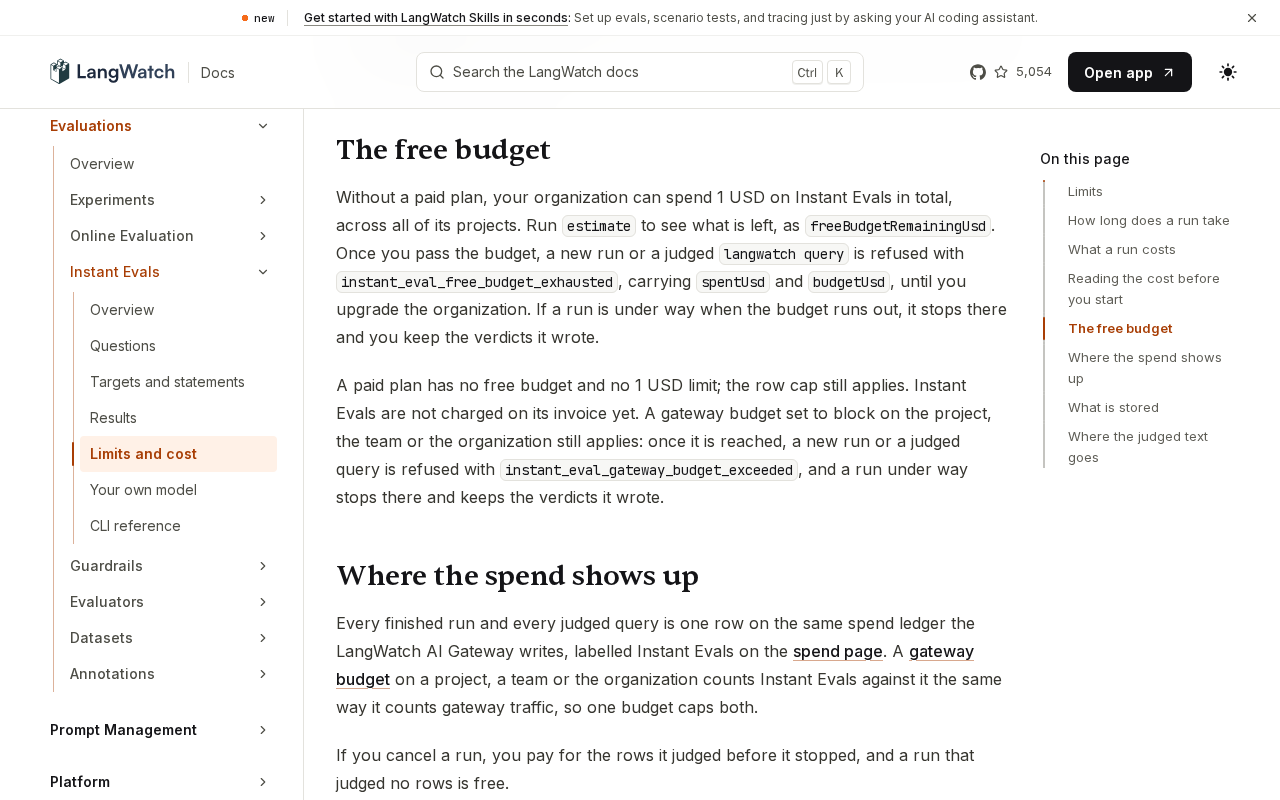 new
Get started with LangWatch Skills in seconds: Set up evals, scenario tests, and tracing just by asking your AI coding assistant.
LangWatch
Docs
Search the LangWatch docs
Ctrl K
5,054
Open app
Evaluations
Overview
Experiments
Online Evaluation
Instant Evals
Overview
Questions
Targets and statements
Results
Limits and cost
Your own model
CLI reference
Guardrails
Evaluators
Datasets
Annotations
Prompt Management
Platform
The free budget
Without a paid plan, your organization can spend 1 USD on Instant Evals in total,
across all of its projects. Run estimate to see what is left, as freeBudgetRemainingUsd.
Once you pass the budget, a new run or a judged langwatch query is refused with
instant_eval_free_budget_exhausted, carrying spentUsd and budgetUsd, until you
upgrade the organization. If a run is under way when the budget runs out, it stops there
and you keep the verdicts it wrote.
A paid plan has no free budget and no 1 USD limit; the row cap still applies. Instant
Evals are not charged on its invoice yet. A gateway budget set to block on the project,
the team or the organization still applies: once it is reached, a new run or a judged
query is refused with instant_eval_gateway_budget_exceeded, and a run under way
stops there and keeps the verdicts it wrote.
Where the spend shows up
Every finished run and every judged query is one row on the same spend ledger the
LangWatch AI Gateway writes, labelled Instant Evals on the spend page. A gateway
budget on a project, a team or the organization counts Instant Evals against it the same
way it counts gateway traffic, so one budget caps both.
If you cancel a run, you pay for the rows it judged before it stopped, and a run that
judged no rows is free.
On this page
Limits
How long does a run take
What a run costs
Reading the cost before
you start
The free budget
Where the spend shows
up
What is stored
Where the judged text
goes